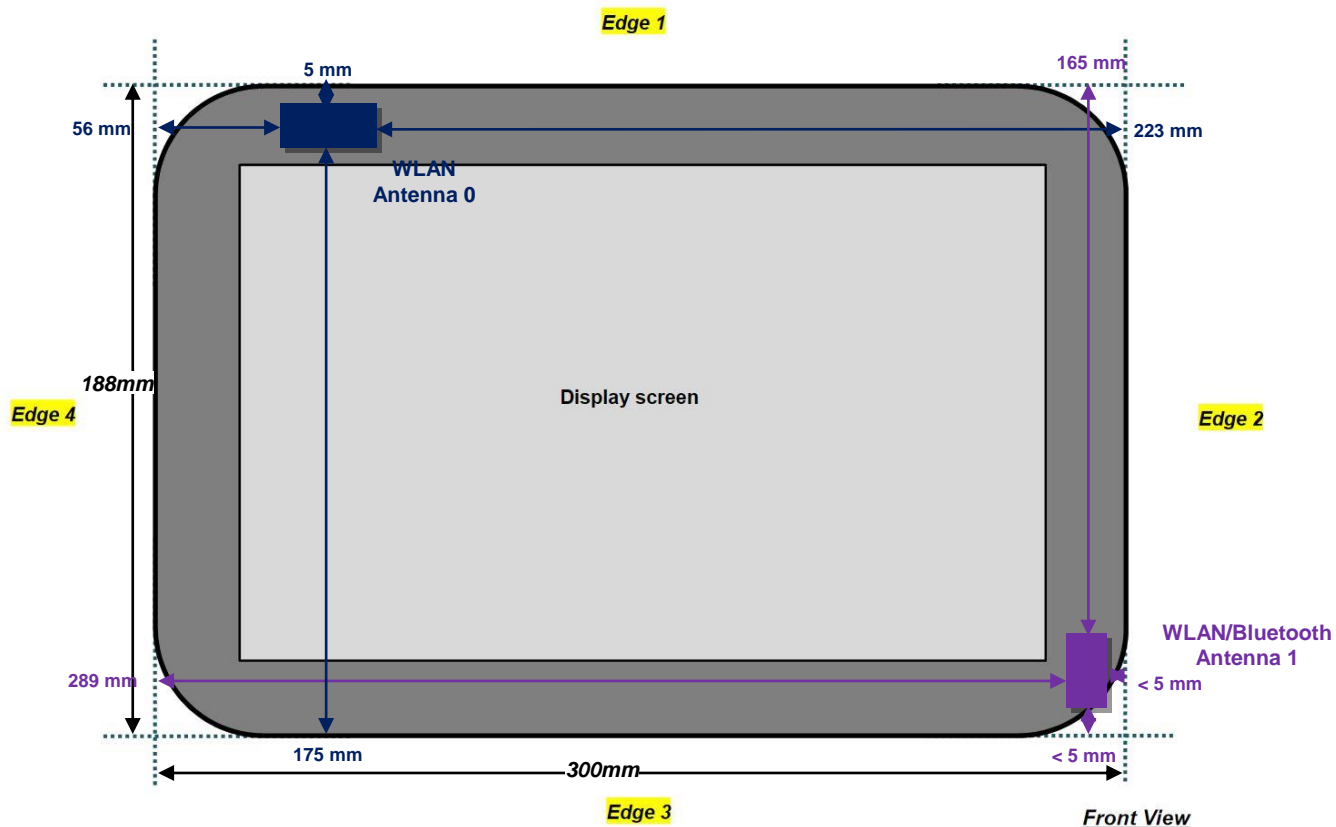 Edge 1
5 mm
165 mm
56 mm
223 mm
WLAN
Antenna 0
188mm
Display screen
Edge 4
Edge 2
WLAN/Bluetooth
Antenna 1
289 mm
< 5 mm
175 mm
300mm
< 5 mm
Edge 3
Front View